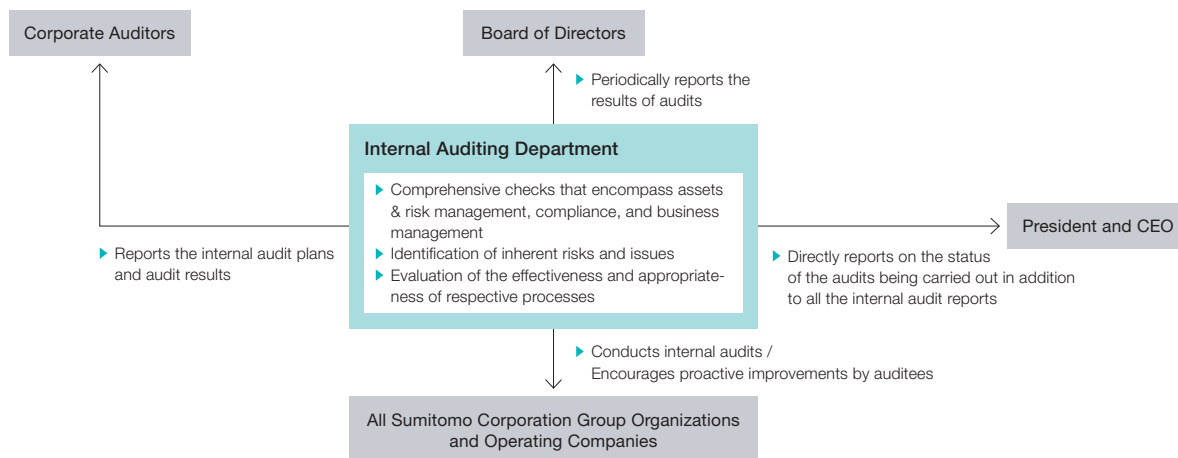 Corporate Auditors
Board of Directors
Periodically reports the
results of audits
Internal Auditing Department
Comprehensive checks that encompass assets
& risk management, compliance, and business
management
Identification of inherent risks and issues
Evaluation of the effectiveness and appropriate-
ness of respective processes
Reports the internal audit plans
and audit results
President and CEO
Directly reports on the status
of the audits being carried out in addition
to all the internal audit reports
Conducts internal audits /
Encourages proactive improvements by auditees
All Sumitomo Corporation Group Organizations
and Operating Companies